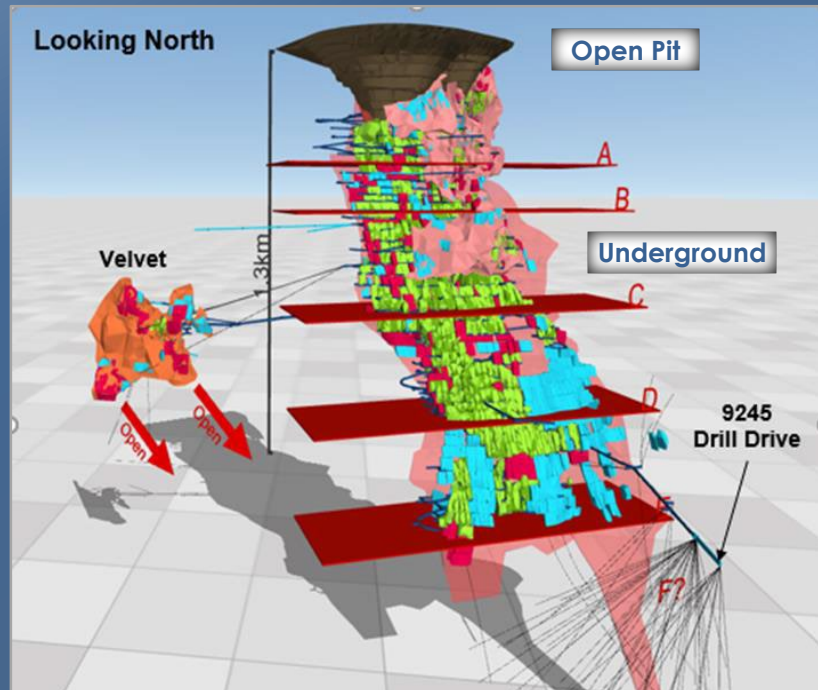 Looking North
Open Pit
A
B
Underground
Velvet
1.3km
C
D
9245
Drill Drive
Open
Open
F?